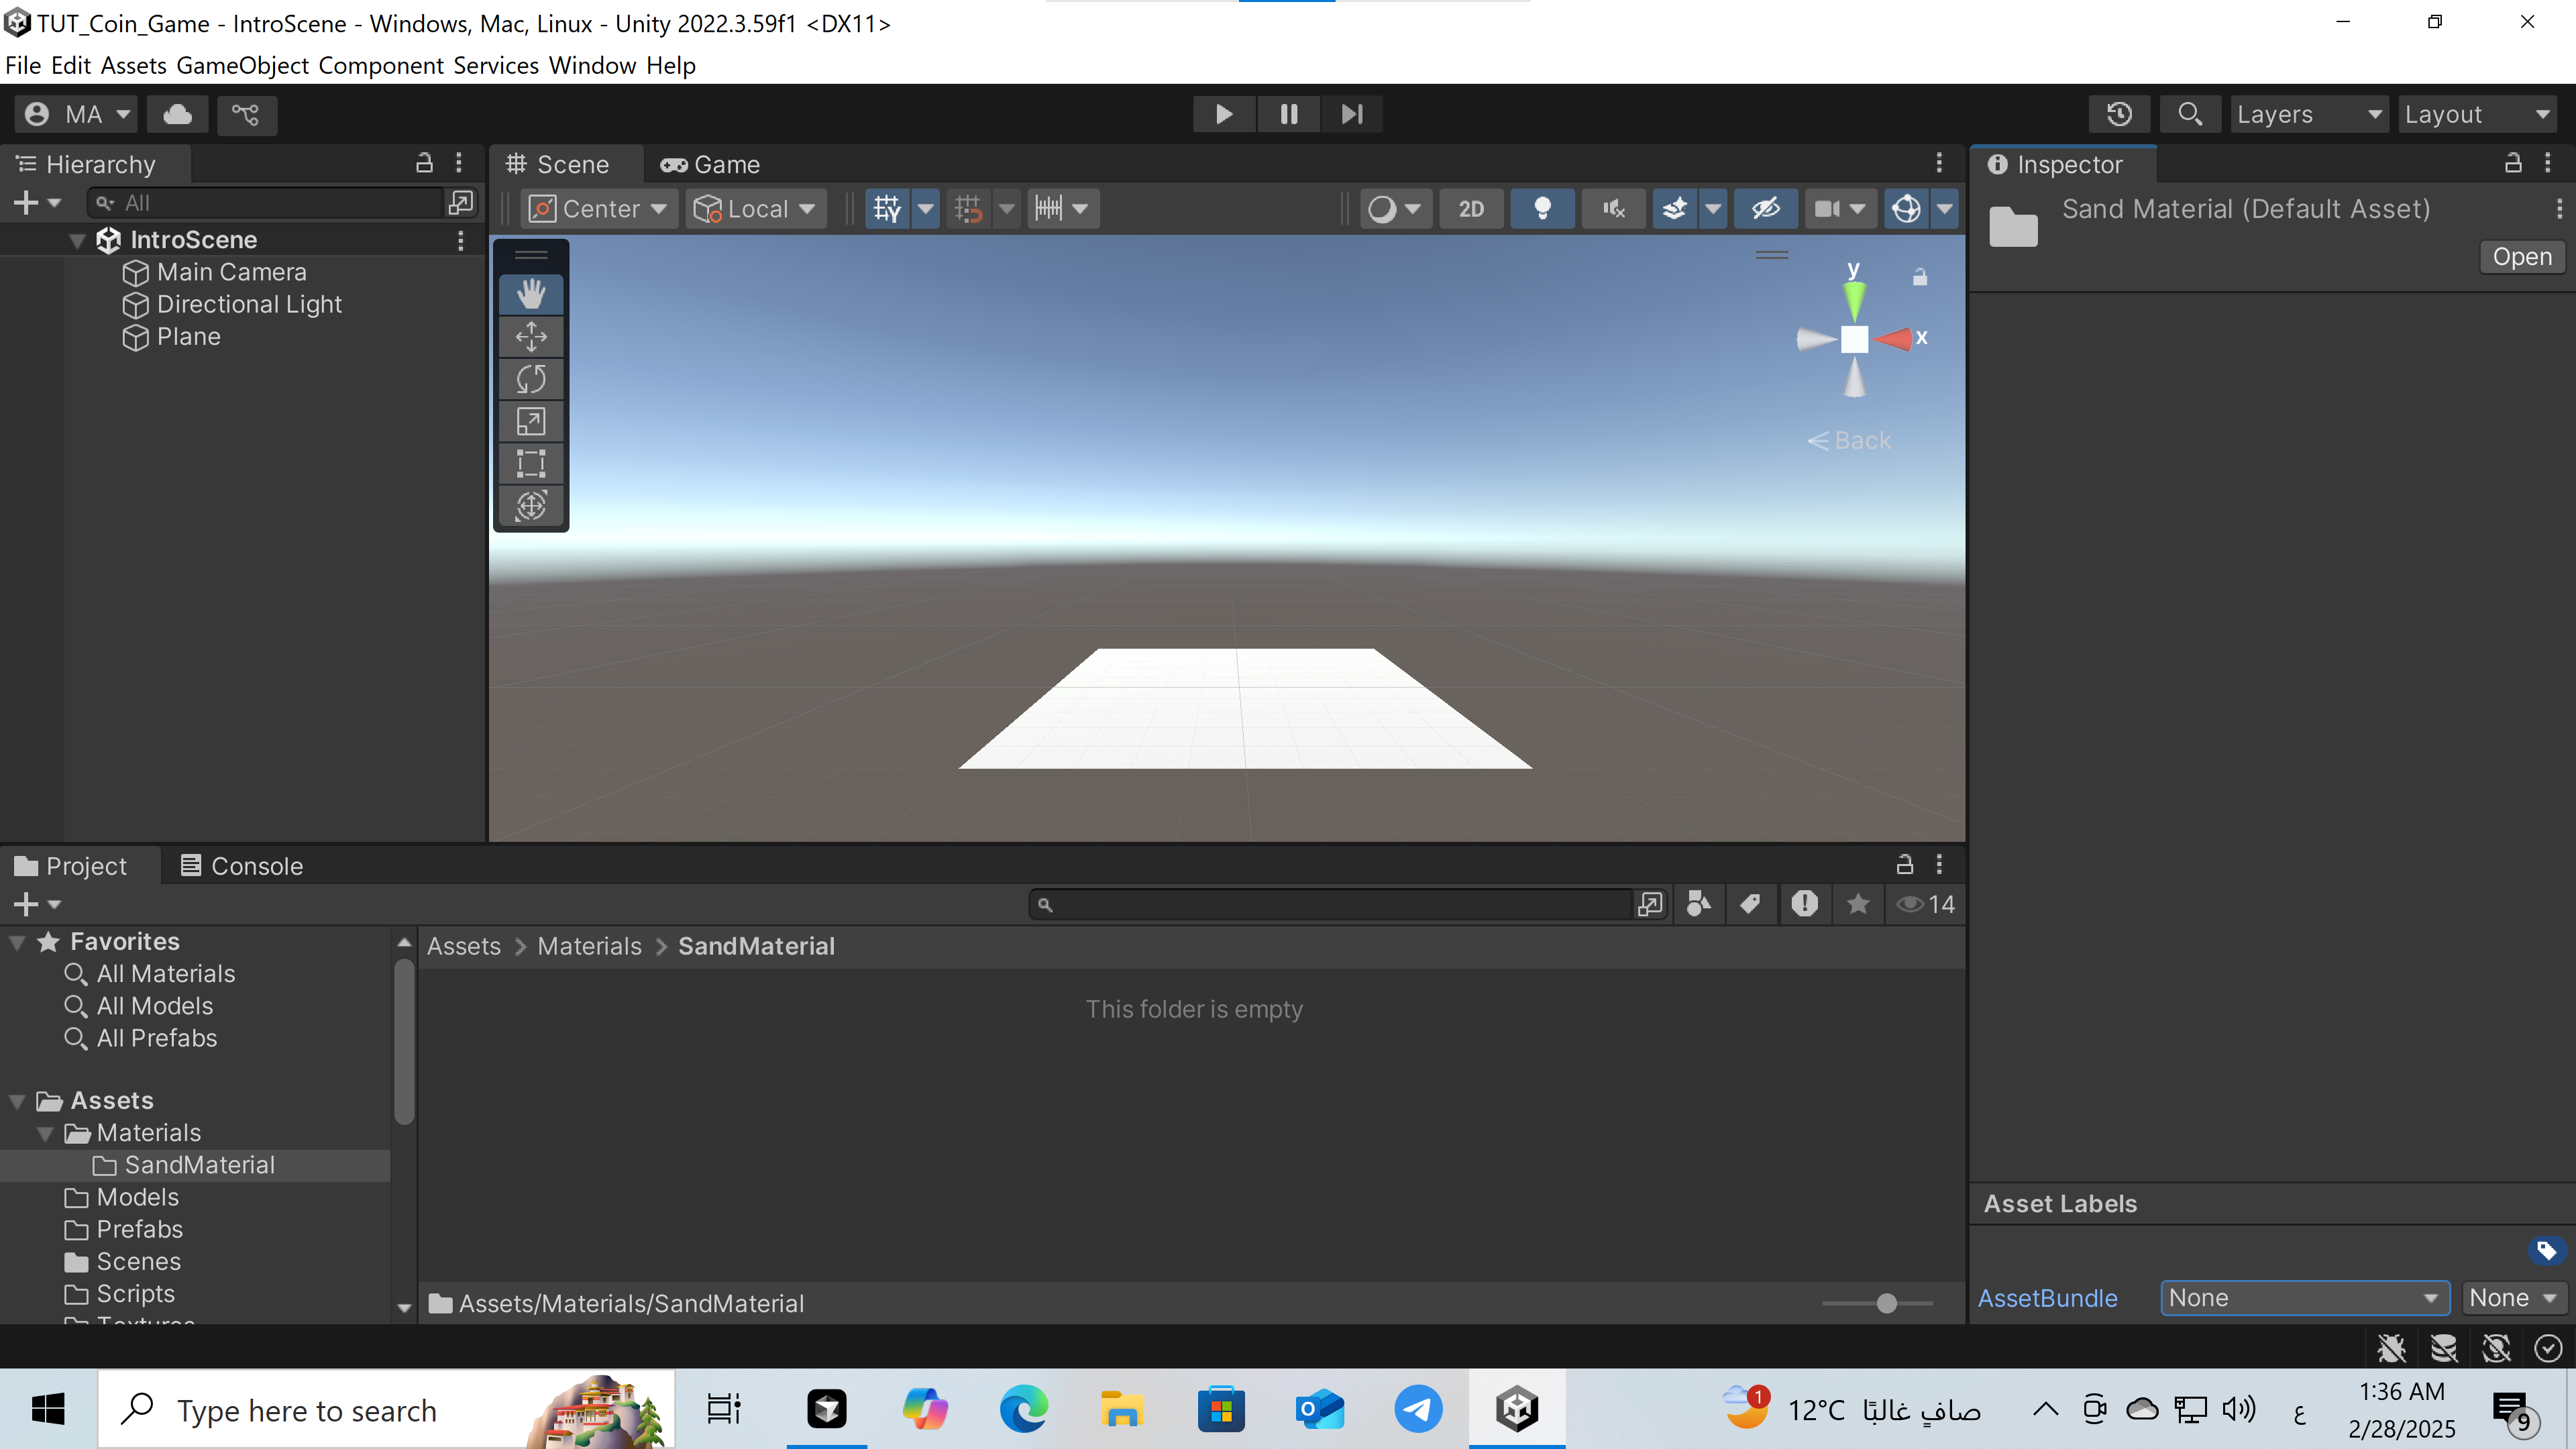 TUT_Coin_Game - IntroScene - Windows, Mac, Linux - Unity 2022.3.59f1 <DX11>
File Edit Assets GameObject Component Services Window Help
MA
Layers
Layout
Hierarchy
All
IntroScene
Main Camera
Directional Light
Plane
Scene
Game
Center
Local
2D
y
x
Back
Inspector
Sand Material (Default Asset)
Open
Project
Console
14
Favorites
All Materials
All Models
All Prefabs
Assets
Materials
SandMaterial
Models
Prefabs
Scenes
Scripts
Textures
Assets > Materials > SandMaterial
This folder is empty
Assets/Materials/SandMaterial
Asset Labels
AssetBundle
None
None
Type here to search
1
12°C صافٍ غالبًا
ع
1:36 AM
2/28/2025
9